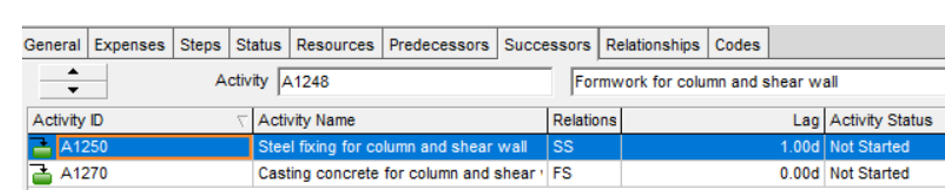 General Expenses Steps Status Resources Predecessors Successors Relationships Codes
Activity A1248 Formwork for column and shear wall
Activity ID Activity Name Relations Lag Activity Status
A1250 Steel fixing for column and shear wall SS 1.00d Not Started
A1270 Casting concrete for column and shear FS 0.00d Not Started